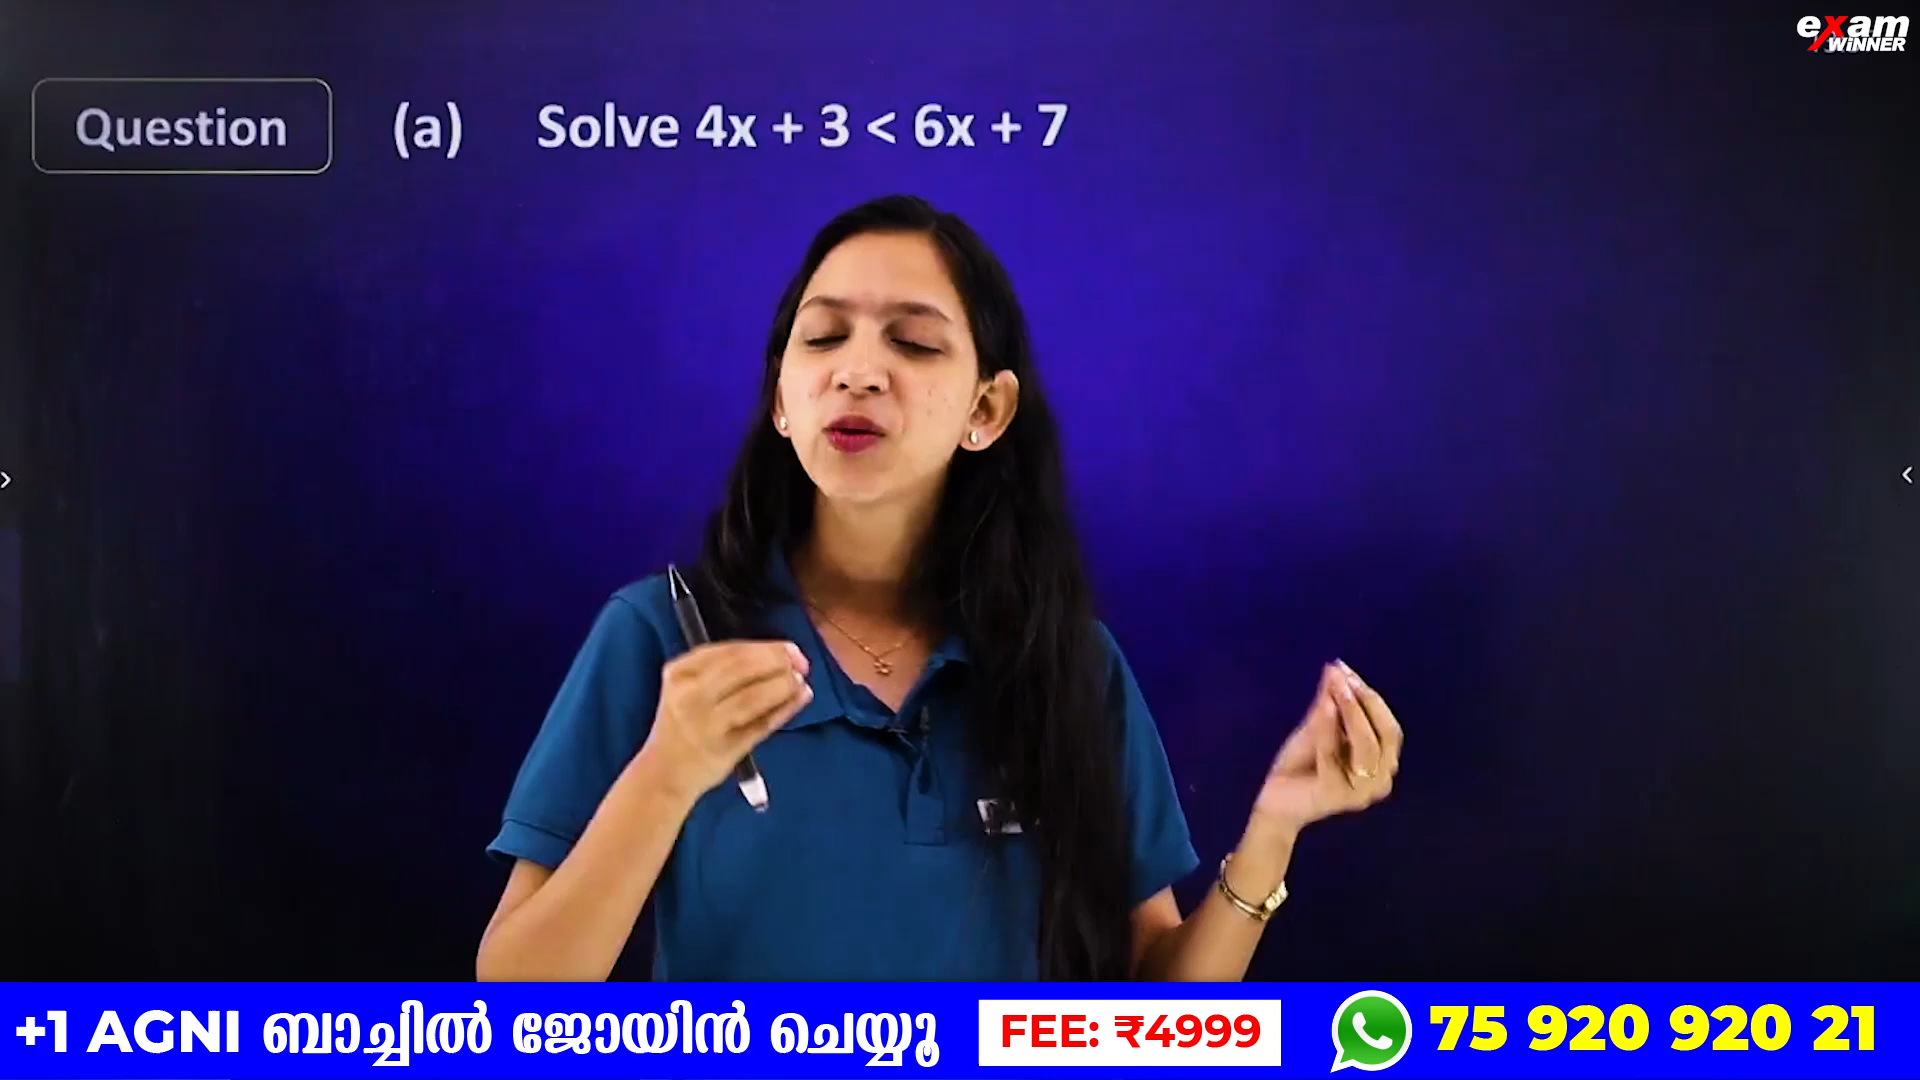 exam
WINNER
Question (a) Solve 4x + 3 < 6x + 7
+1 AGNI ബാച്ചിൽ ജോയിൻ ചെയ്യൂ FEE: ₹4999 75 920 920 21